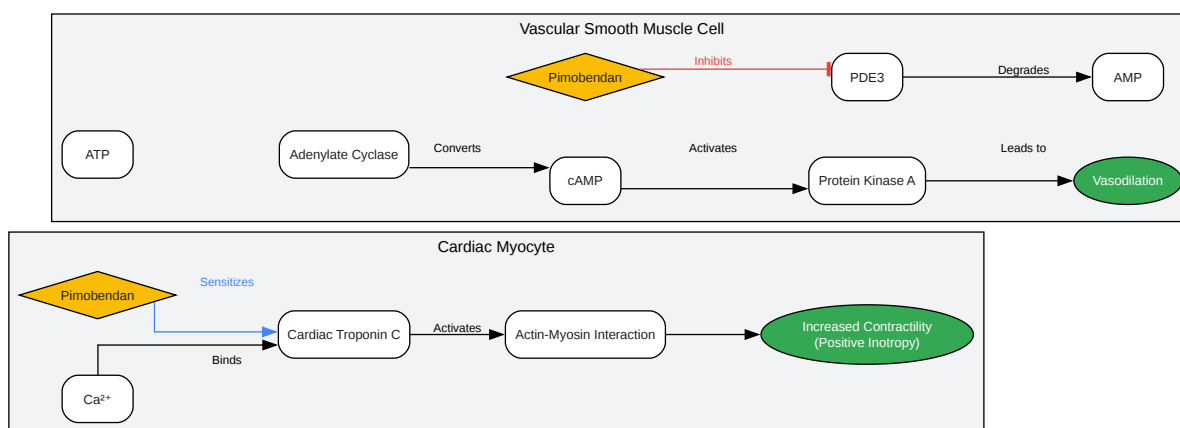 Vascular Smooth Muscle Cell
Pimobendan
Inhibits
PDE3
Degrades
AMP
ATP
Adenylate Cyclase
Converts
cAMP
Activates
Protein Kinase A
Leads to
Vasodilation
Cardiac Myocyte
Pimobendan
Sensitizes
Cardiac Troponin C
Activates
Actin-Myosin Interaction
Increased Contractility
(Positive Inotropy)
Binds
Ca²⁺